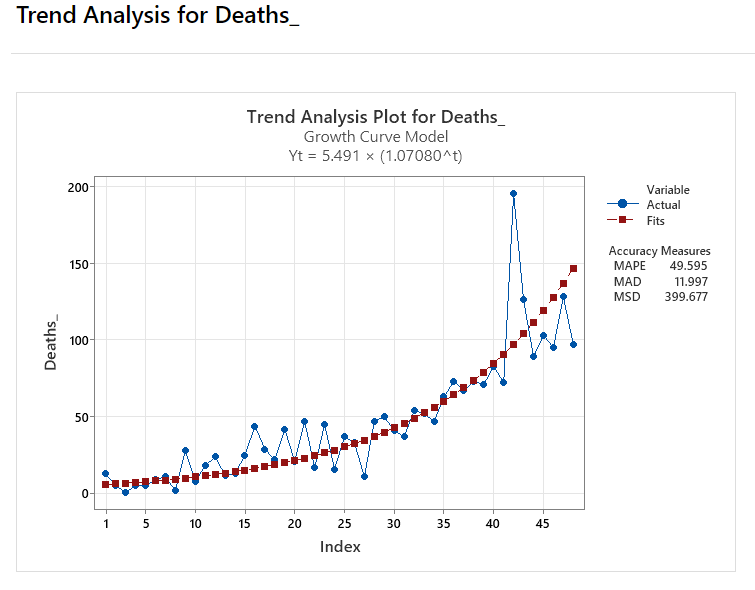 Trend Analysis for Deaths_
Trend Analysis Plot for Deaths_
Growth Curve Model
Yt = 5.491 × (1.07080^t)
200
150
100
50
0
Deaths_
1 5 10 15 20 25 30 35 40 45
Index
Variable
Actual
Fits
Accuracy Measures
MAPE 49.595
MAD 11.997
MSD 399.677